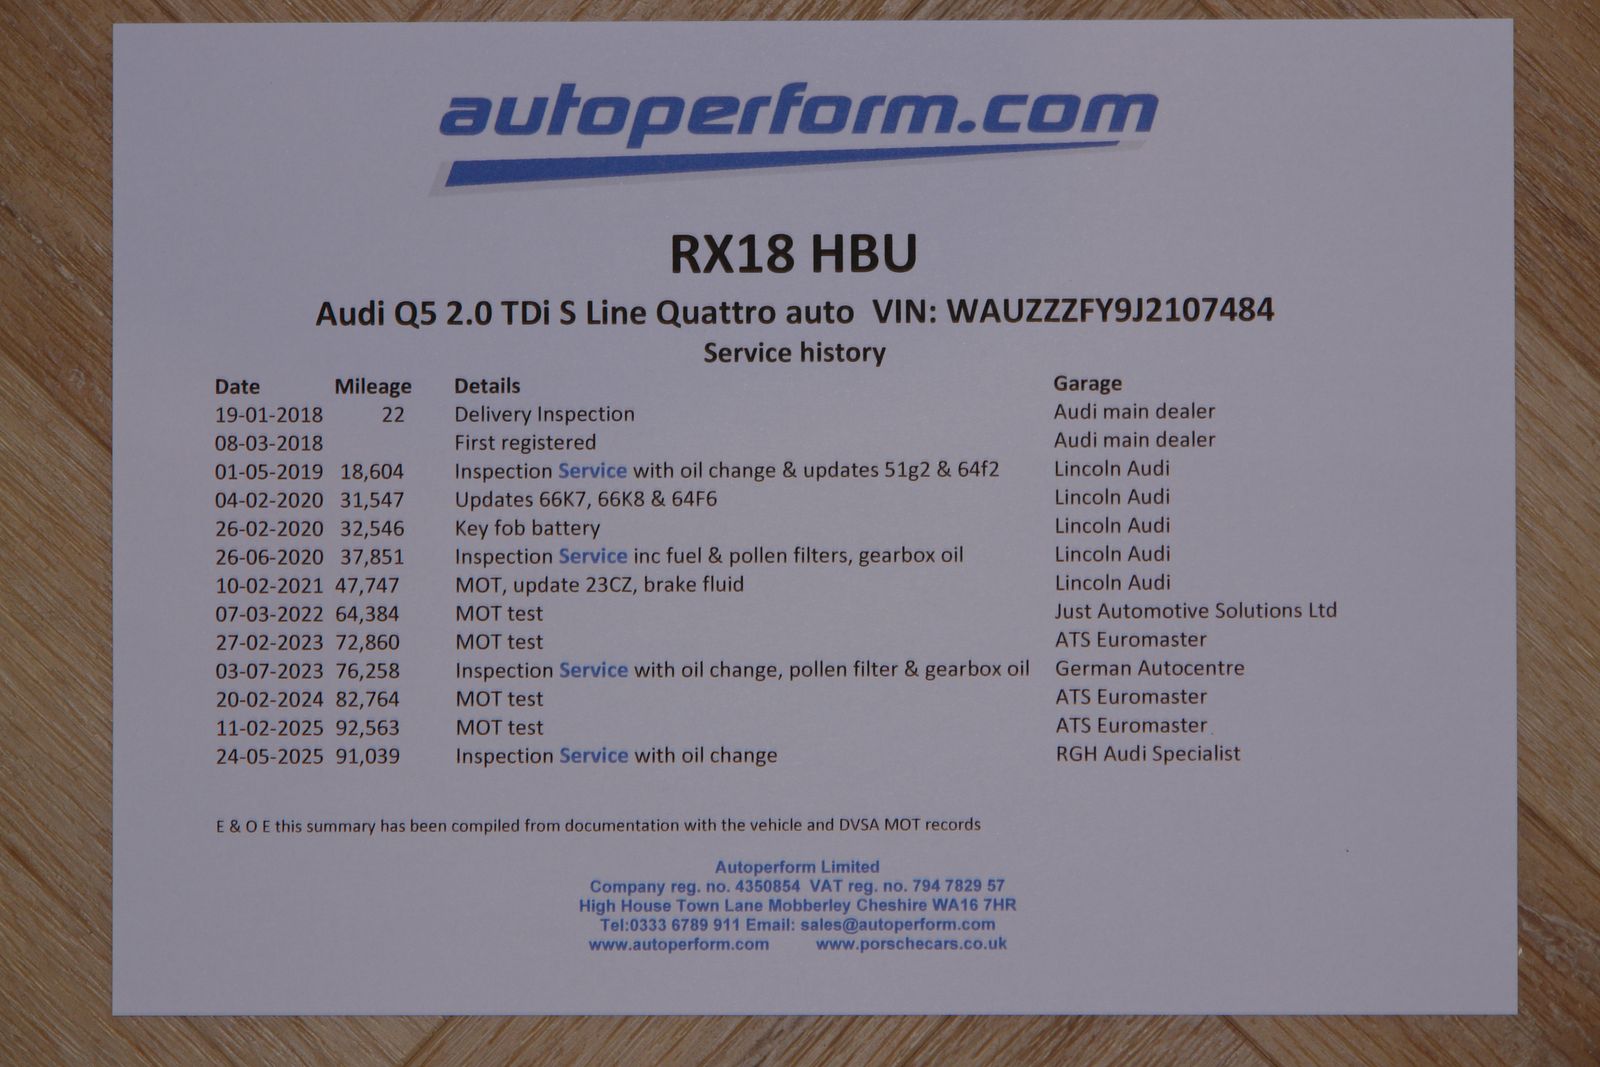 autoperform.com
RX18 HBU
Audi Q5 2.0 TDi S Line Quattro auto VIN: WAUZZZFY9J2107484
Service history
Date Mileage Details Garage
19-01-2018 22 Delivery Inspection Audi main dealer
08-03-2018 First registered Audi main dealer
01-05-2019 18,604 Inspection Service with oil change & updates 51g2 & 64f2 Lincoln Audi
04-02-2020 31,547 Updates 66K7, 66K8 & 64F6 Lincoln Audi
26-02-2020 32,546 Key fob battery Lincoln Audi
26-06-2020 37,851 Inspection Service inc fuel & pollen filters, gearbox oil Lincoln Audi
10-02-2021 47,747 MOT, update 23CZ, brake fluid Lincoln Audi
07-03-2022 64,384 MOT test Just Automotive Solutions Ltd
27-02-2023 72,860 MOT test ATS Euromaster
03-07-2023 76,258 Inspection Service with oil change, pollen filter & gearbox oil German Autocentre
20-02-2024 82,764 MOT test ATS Euromaster
11-02-2025 92,563 MOT test ATS Euromaster
24-05-2025 91,039 Inspection Service with oil change RGH Audi Specialist
E & O E this summary has been compiled from documentation with the vehicle and DVSA MOT records
Autoperform Limited
Company reg. no. 4350854 VAT reg. no. 794 7829 57
High House Town Lane Mobberley Cheshire WA16 7HR
Tel:0333 6789 911 Email: sales@autoperform.com
www.autoperform.com www.porschecars.co.uk